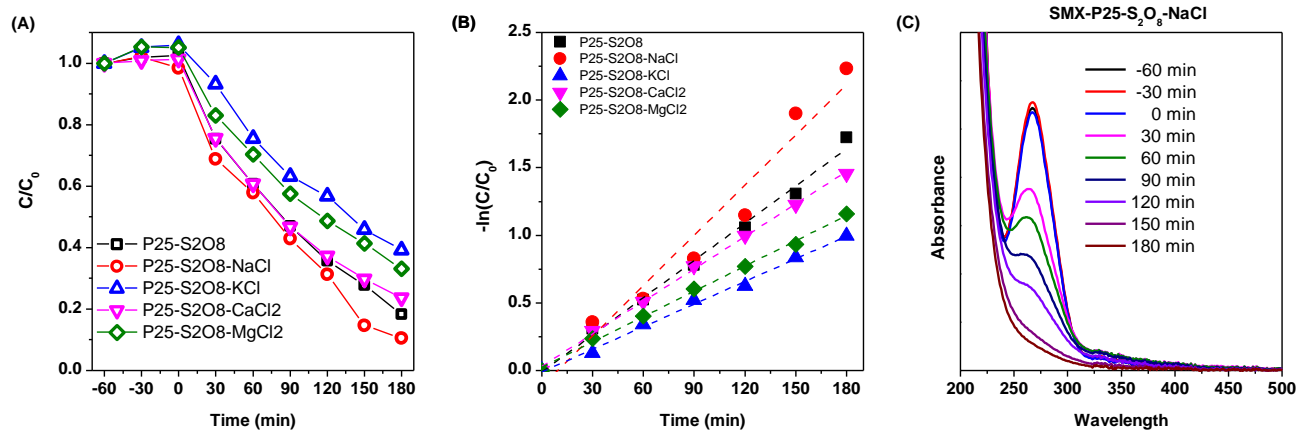 (A)
C/C0
1.0
0.8
0.6
0.4
0.2
0.0
P25-S2O8
P25-S2O8-NaCl
P25-S2O8-KCl
P25-S2O8-CaCl2
P25-S2O8-MgCl2
-60 -30 0 30 60 90 120 150 180
Time (min)
(B)
-ln(C/C0)
2.5
2.0
1.5
1.0
0.5
0.0
P25-S2O8
P25-S2O8-NaCl
P25-S2O8-KCl
P25-S2O8-CaCl2
P25-S2O8-MgCl2
0 30 60 90 120 150 180
Time (min)
(C)
SMX-P25-S2O8-NaCl
Absorbance
-60 min
-30 min
0 min
30 min
60 min
90 min
120 min
150 min
180 min
200 250 300 350 400 450 500
Wavelength